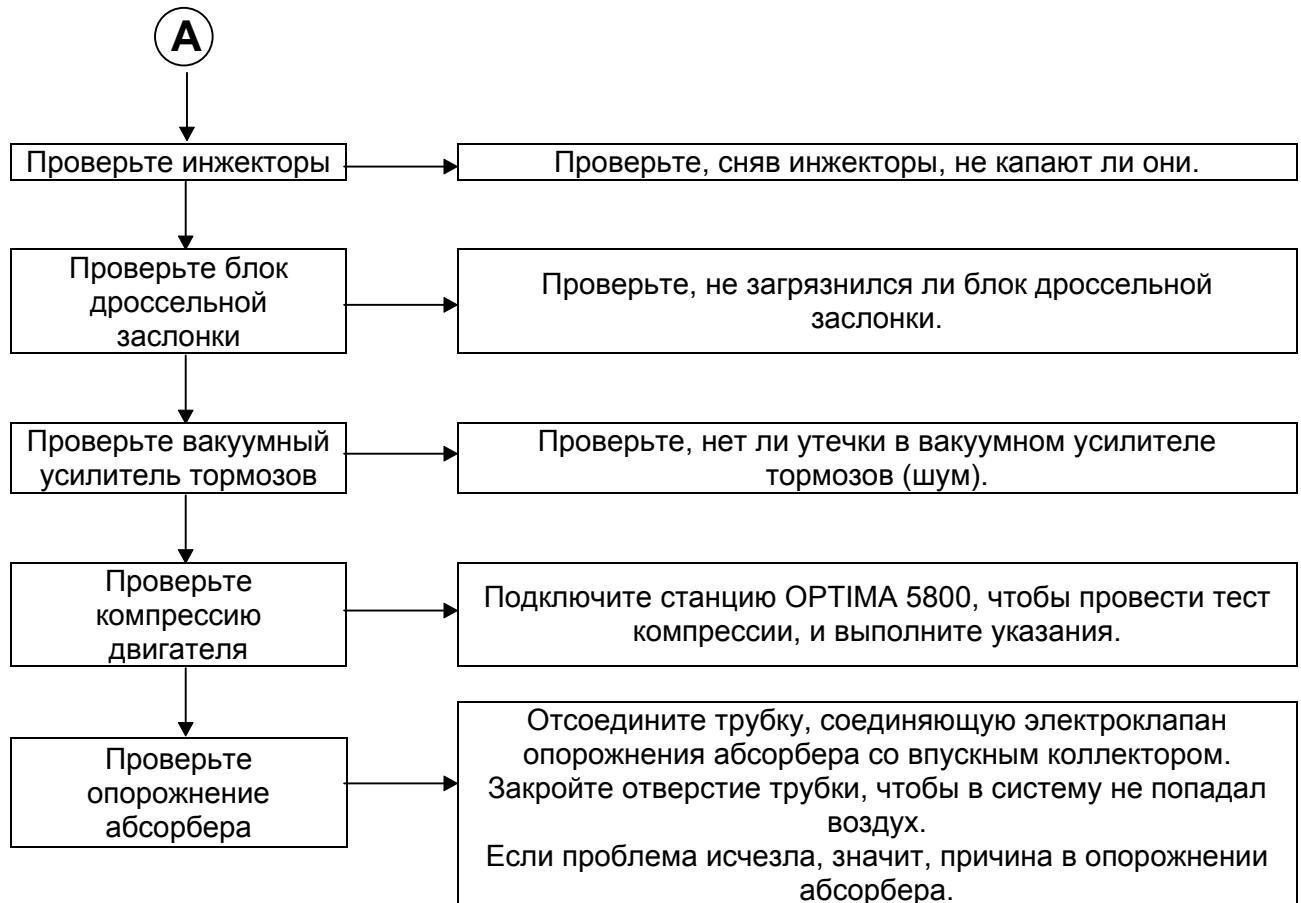 A
Проверьте инжекторы
Проверьте, сняв инжекторы, не капают ли они.
Проверьте блок
дроссельной
заслонки
Проверьте, не загрязнился ли блок дроссельной
заслонки.
Проверьте вакуумный
усилитель тормозов
Проверьте, нет ли утечки в вакуумном усилителе
тормозов (шум).
Проверьте
компрессию
двигателя
Подключите станцию OPTIMA 5800, чтобы провести тест
компрессии, и выполните указания.
Проверьте
опорожнение
абсорбера
Отсоедините трубку, соединяющую электроклапан
опорожнения абсорбера со впускным коллектором.
Закройте отверстие трубки, чтобы в систему не попадал
воздух.
Если проблема исчезла, значит, причина в опорожнении
абсорбера.